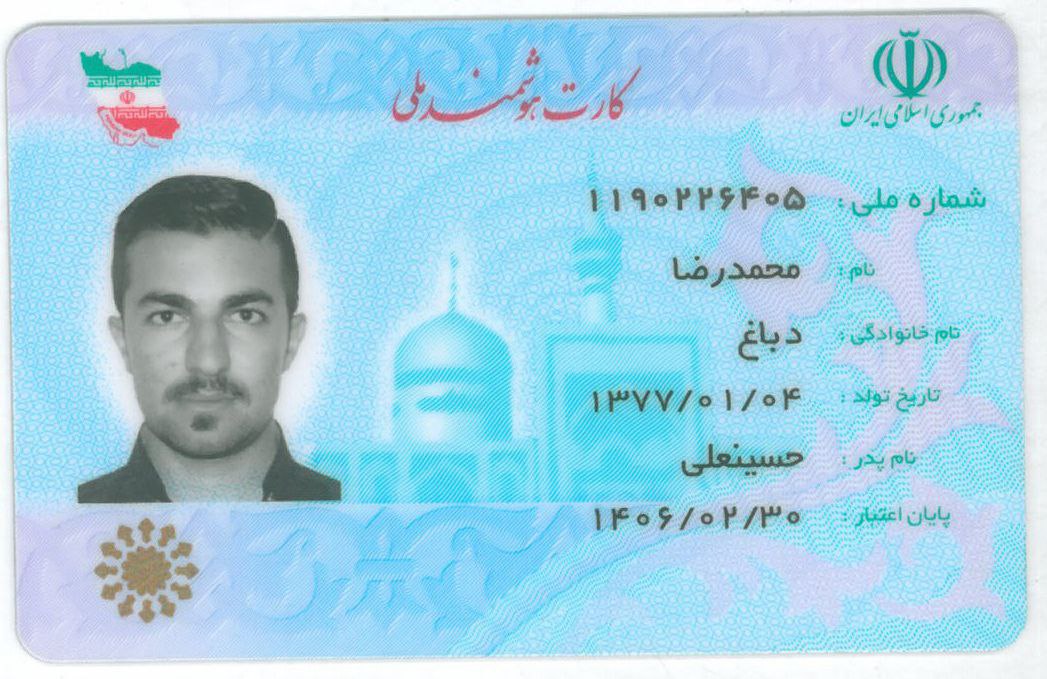 جمهوری اسلامی ایران
کارت هوشمند ملی
شماره ملی : ۱۱۹۰۲۲۶۴۰۵
نام : محمدرضا
نام خانوادگی : دباغ
تاریخ تولد : ۱۳۷۷/۰۱/۰۴
نام پدر : حسینعلی
پایان اعتبار : ۱۴۰۶/۰۲/۳۰